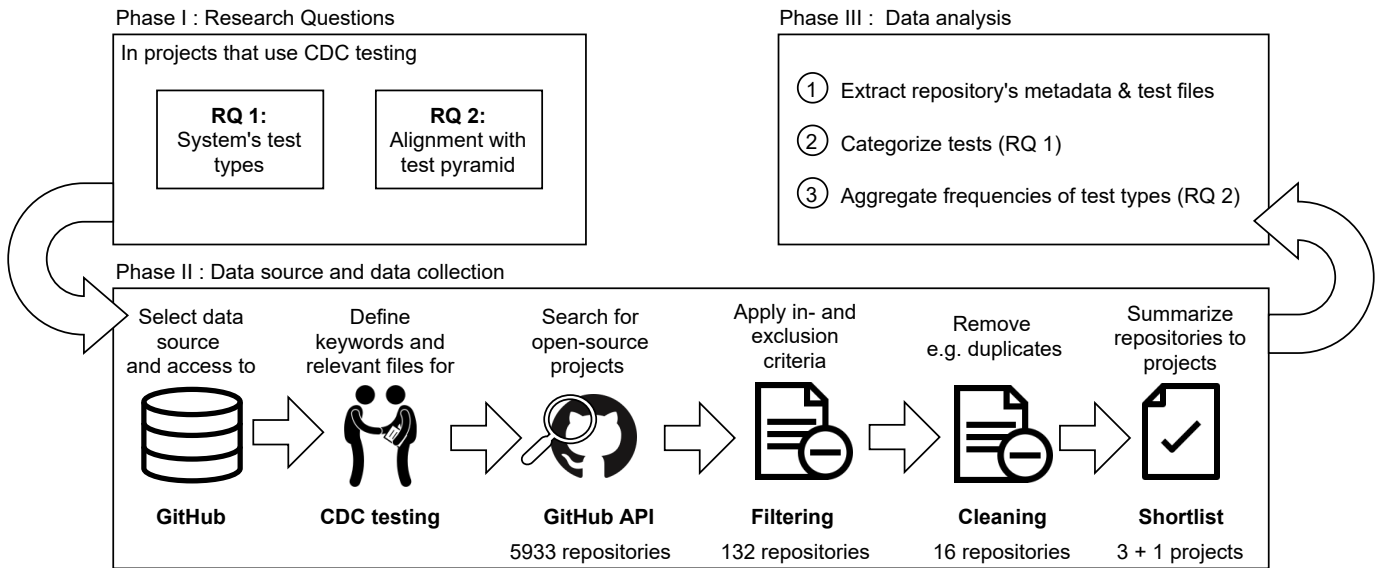 Phase I : Research Questions
In projects that use CDC testing
RQ 1:
System's test
types
RQ 2:
Alignment with
test pyramid
Phase III :  Data analysis
1 Extract repository's metadata & test files
2 Categorize tests (RQ 1)
3 Aggregate frequencies of test types (RQ 2)
Phase II : Data source and data collection
Select data
source
and access to
GitHub
Define
keywords and
relevant files for
CDC testing
Search for
open-source
projects
GitHub API
5933 repositories
Apply in- and
exclusion
criteria
Filtering
132 repositories
Remove
e.g. duplicates
Cleaning
16 repositories
Summarize
repositories to
projects
Shortlist
3 + 1 projects